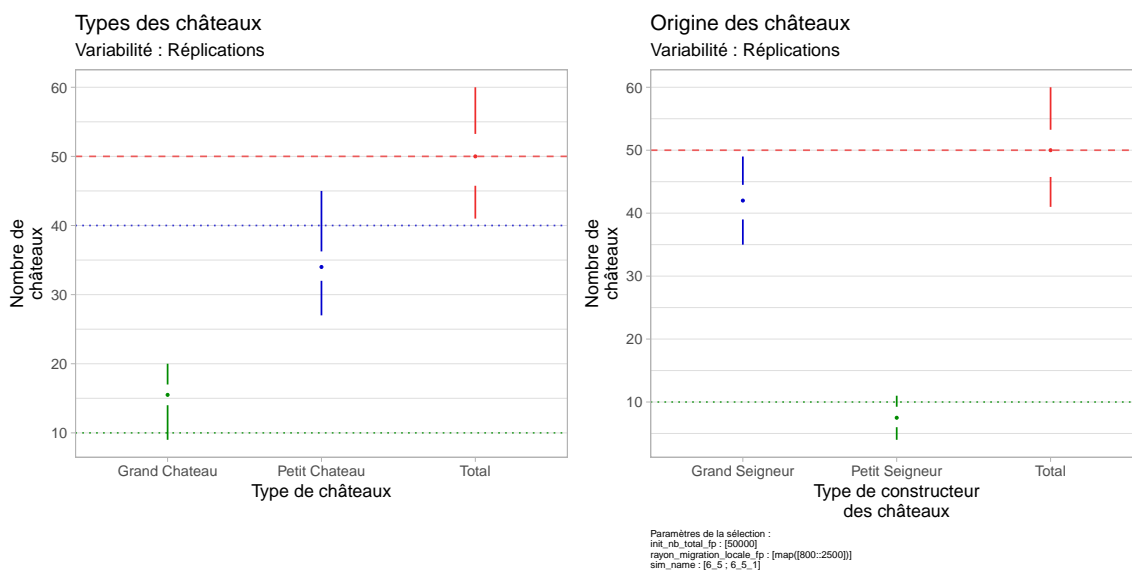 Types des châteaux
Variabilité : Réplications
60
50
40
30
20
10
Nombre de
châteaux
Grand Chateau
Petit Chateau
Total
Type de châteaux
Origine des châteaux
Variabilité : Réplications
60
50
40
30
20
10
Nombre de
châteaux
Grand Seigneur
Petit Seigneur
Total
Type de constructeur
des châteaux
Paramètres de la sélection :
init_nb_total_fp : [50000]
rayon_migration_locale_fp : [map([800::2500])]
sim_name : [6_5 ; 6_5_1]